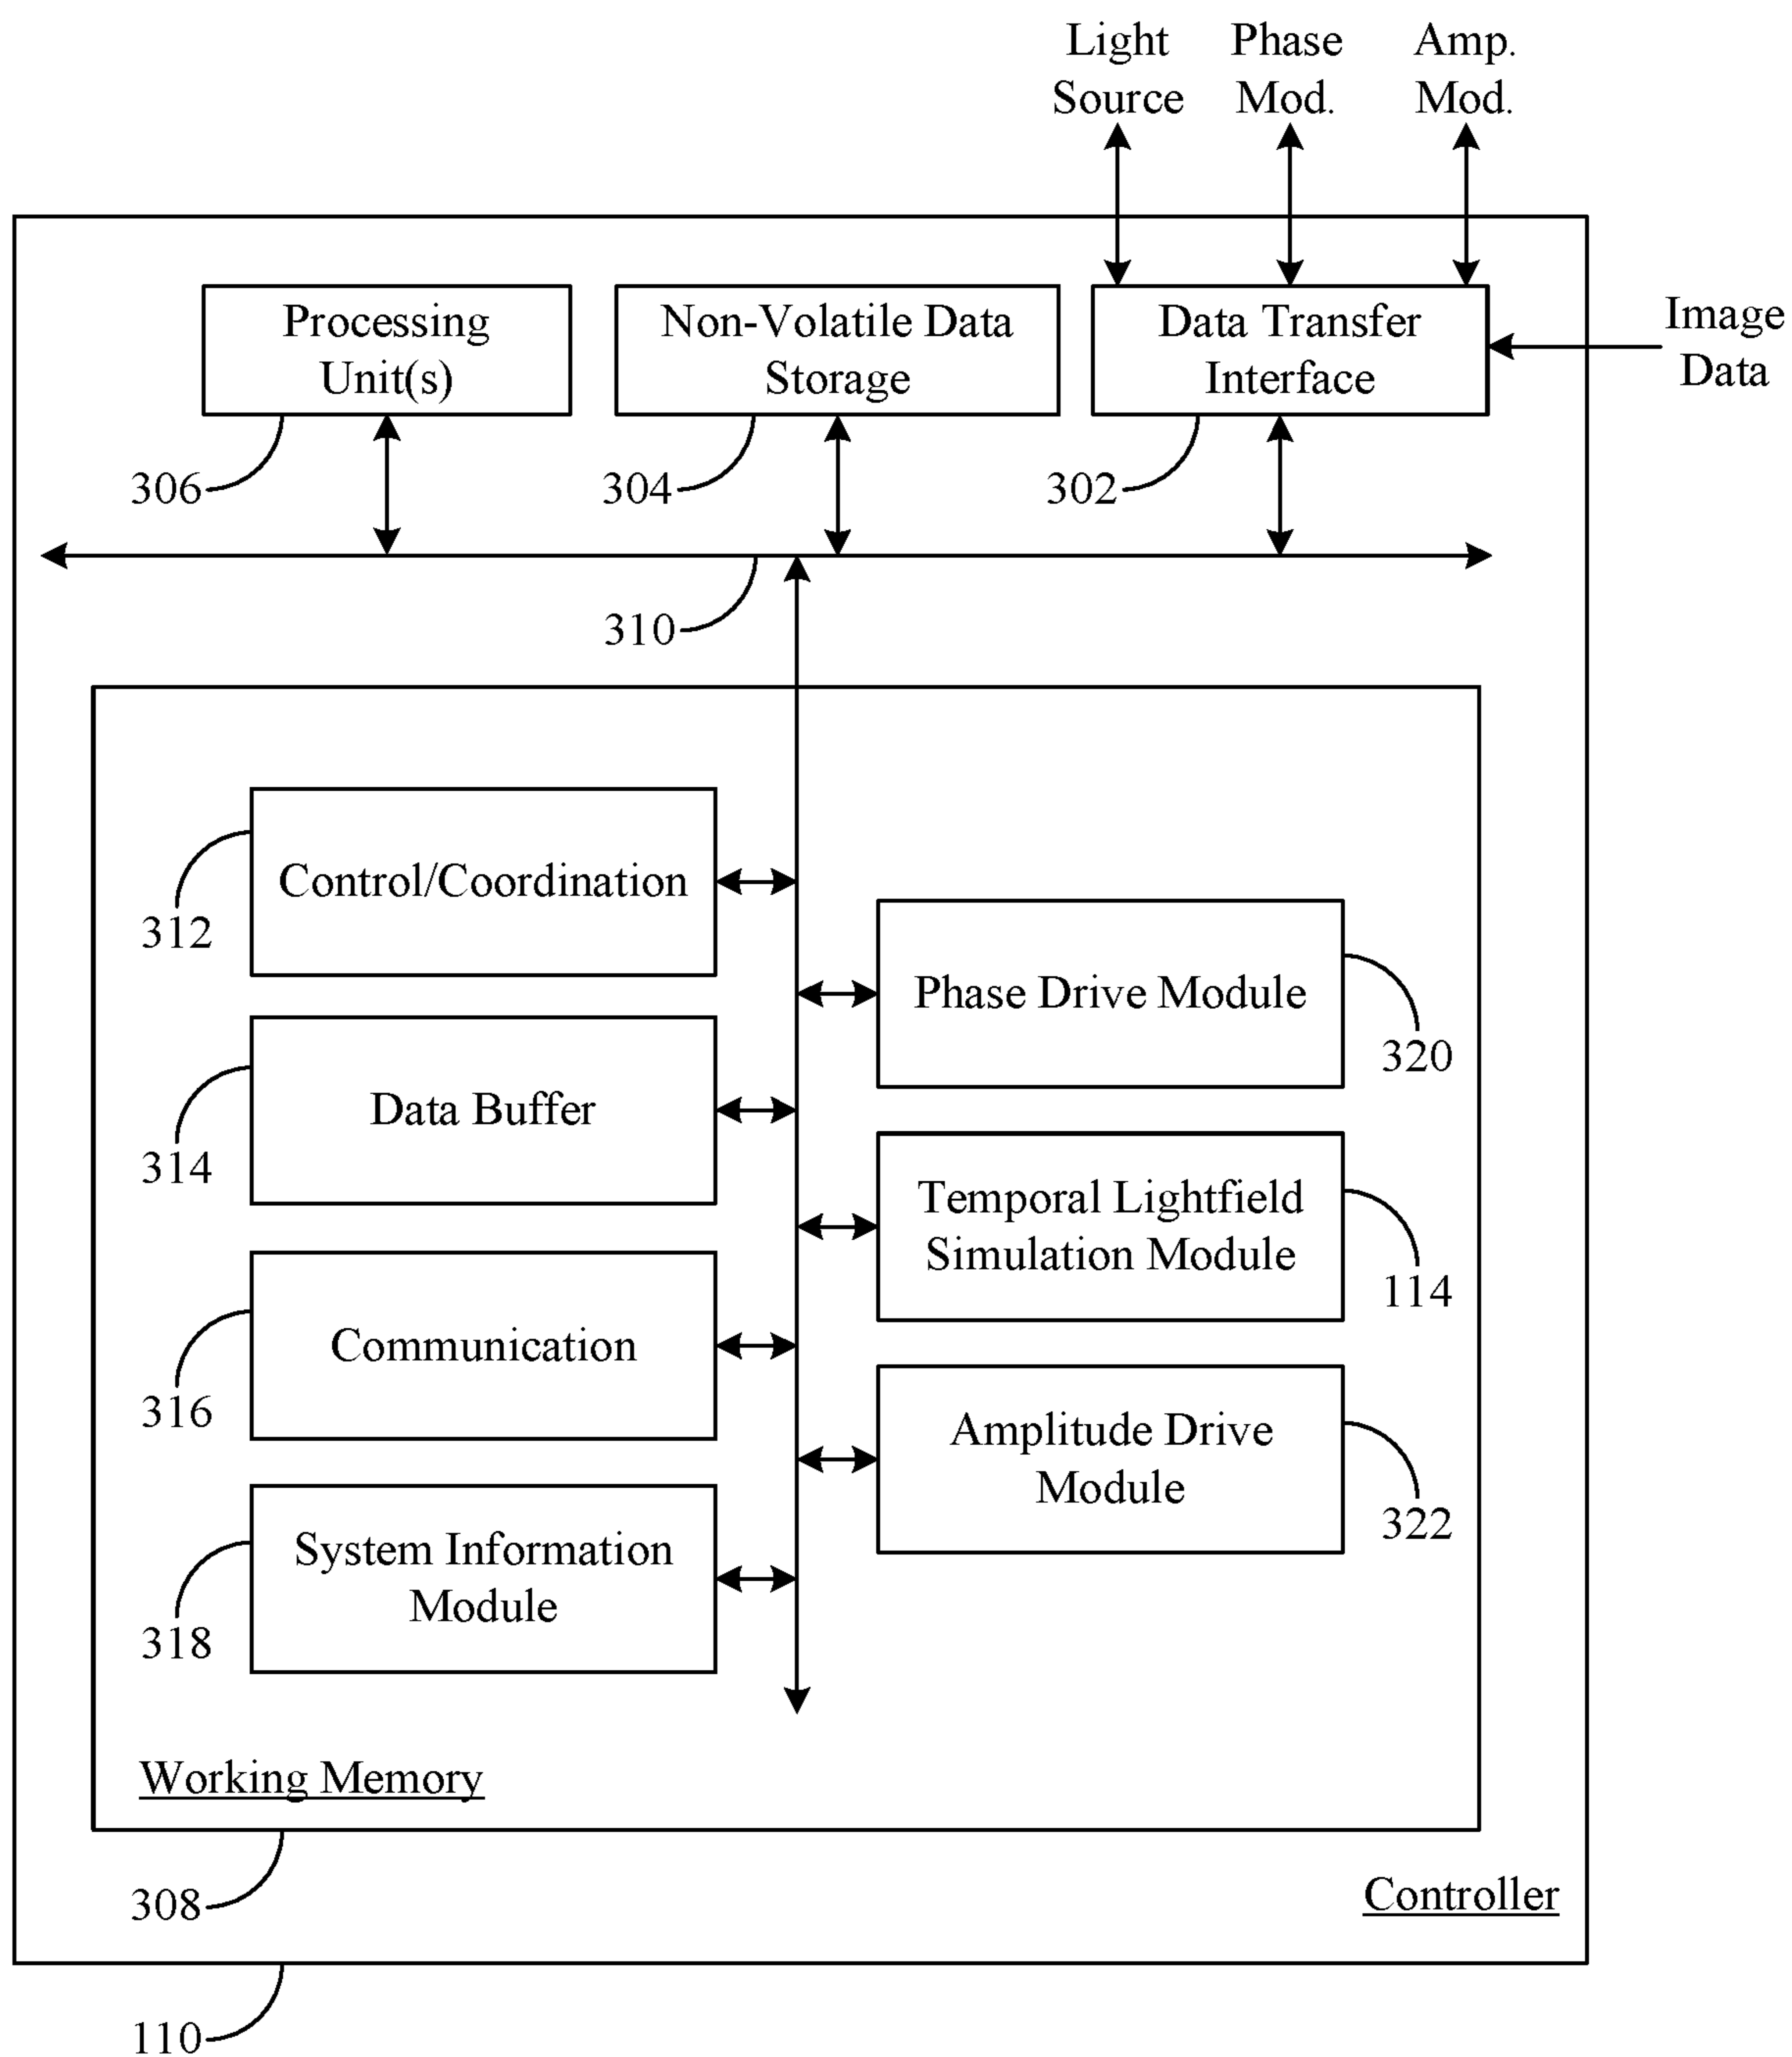 Light
Source
Phase
Mod.
Amp.
Mod.
Processing
Unit(s)
Non-Volatile Data
Storage
Data Transfer
Interface
Image
Data
306
304
302
310
Control/Coordination
312
Phase Drive Module
320
Data Buffer
314
Temporal Lightfield
Simulation Module
114
Communication
316
Amplitude Drive
Module
322
System Information
Module
318
Working Memory
308
Controller
110